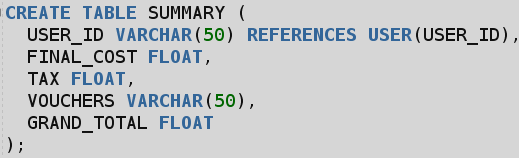 CREATE TABLE SUMMARY (
USER_ID VARCHAR(50) REFERENCES USER(USER_ID),
FINAL_COST FLOAT,
TAX FLOAT,
VOUCHERS VARCHAR(50),
GRAND_TOTAL FLOAT
);